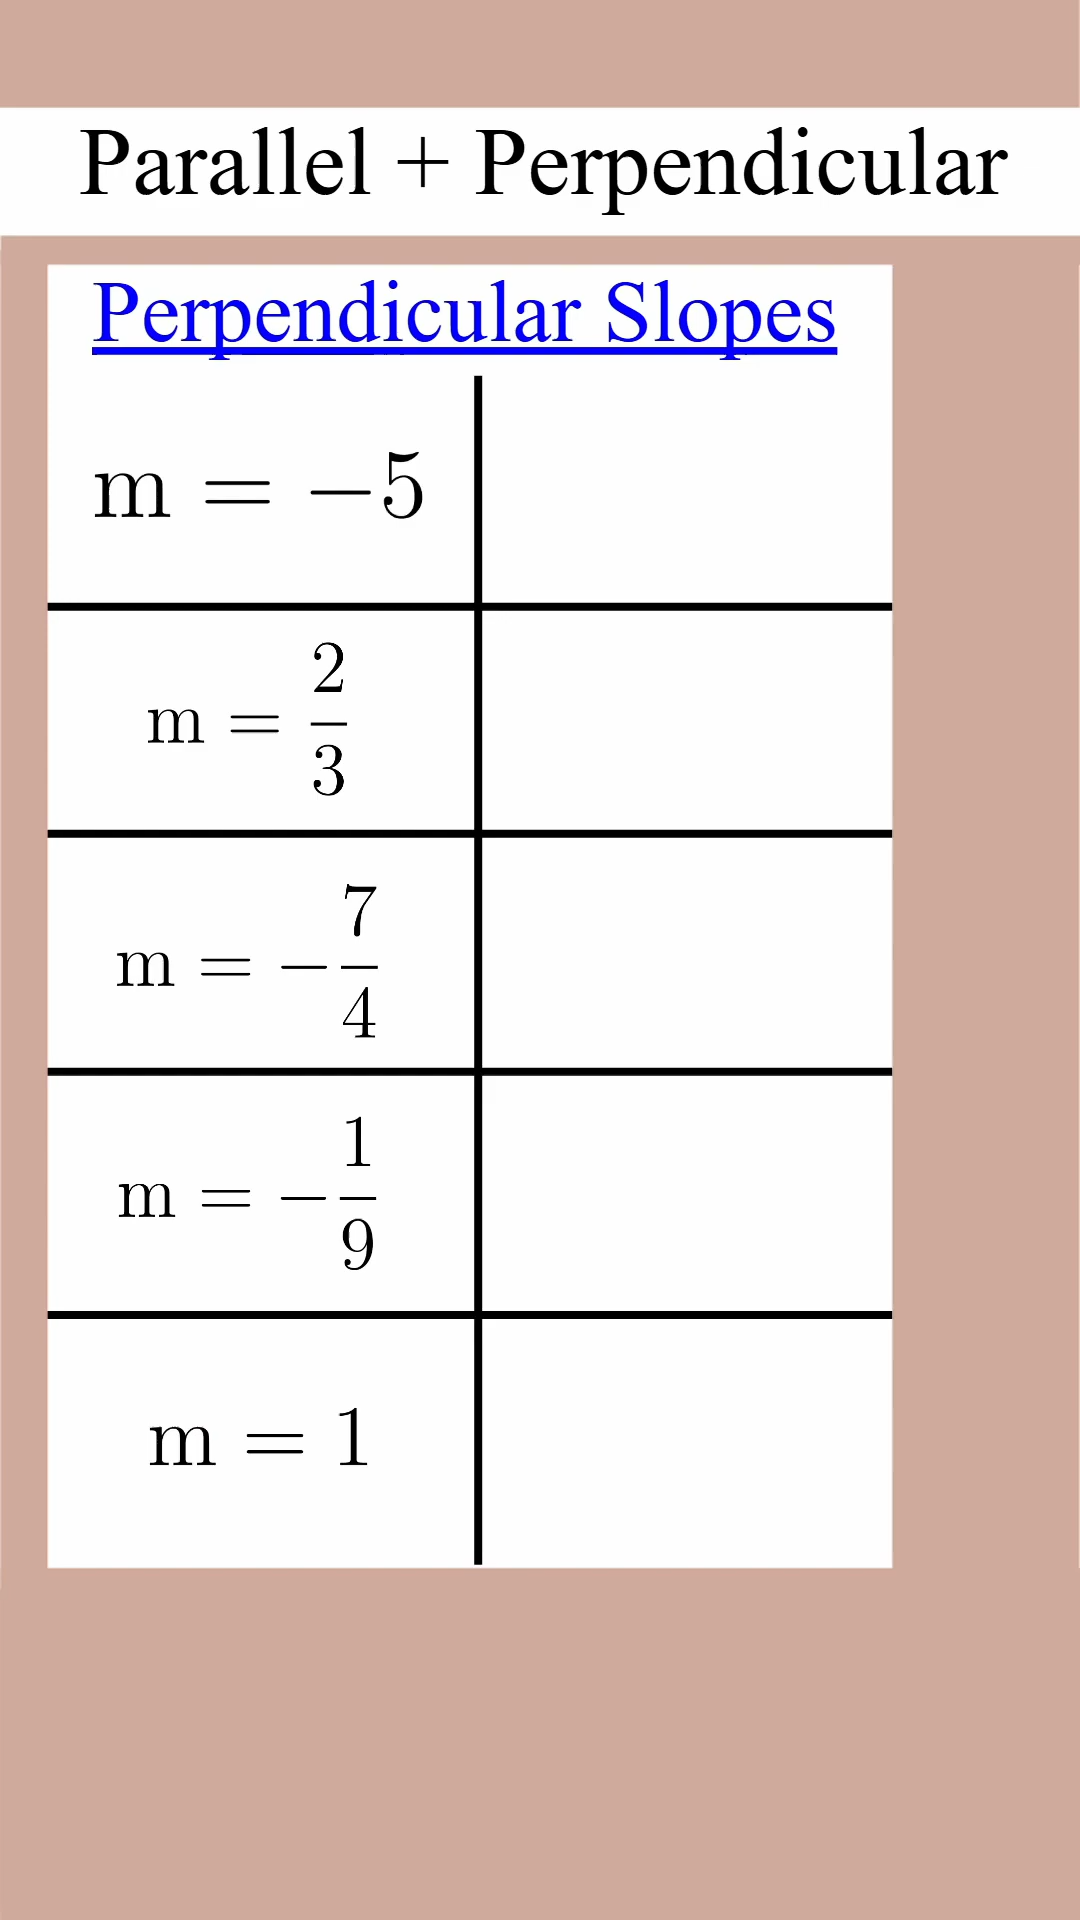 Parallel + Perpendicular
Perpendicular Slopes
m = −5
m = 2/3
m = −7/4
m = −1/9
m = 1